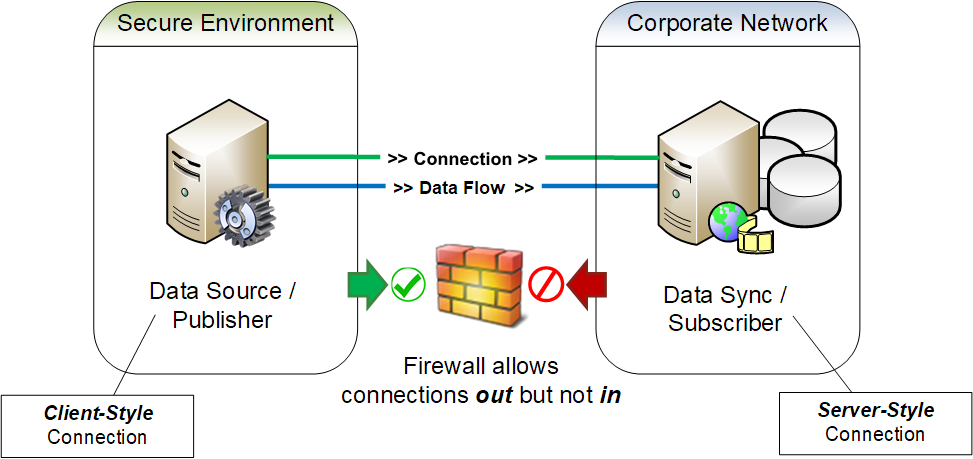 Secure Environment
Corporate Network
>> Connection >>
>> Data Flow >>
Data Source /
Publisher
Data Sync /
Subscriber
Firewall allows
connections out but not in
Client-Style
Connection
Server-Style
Connection